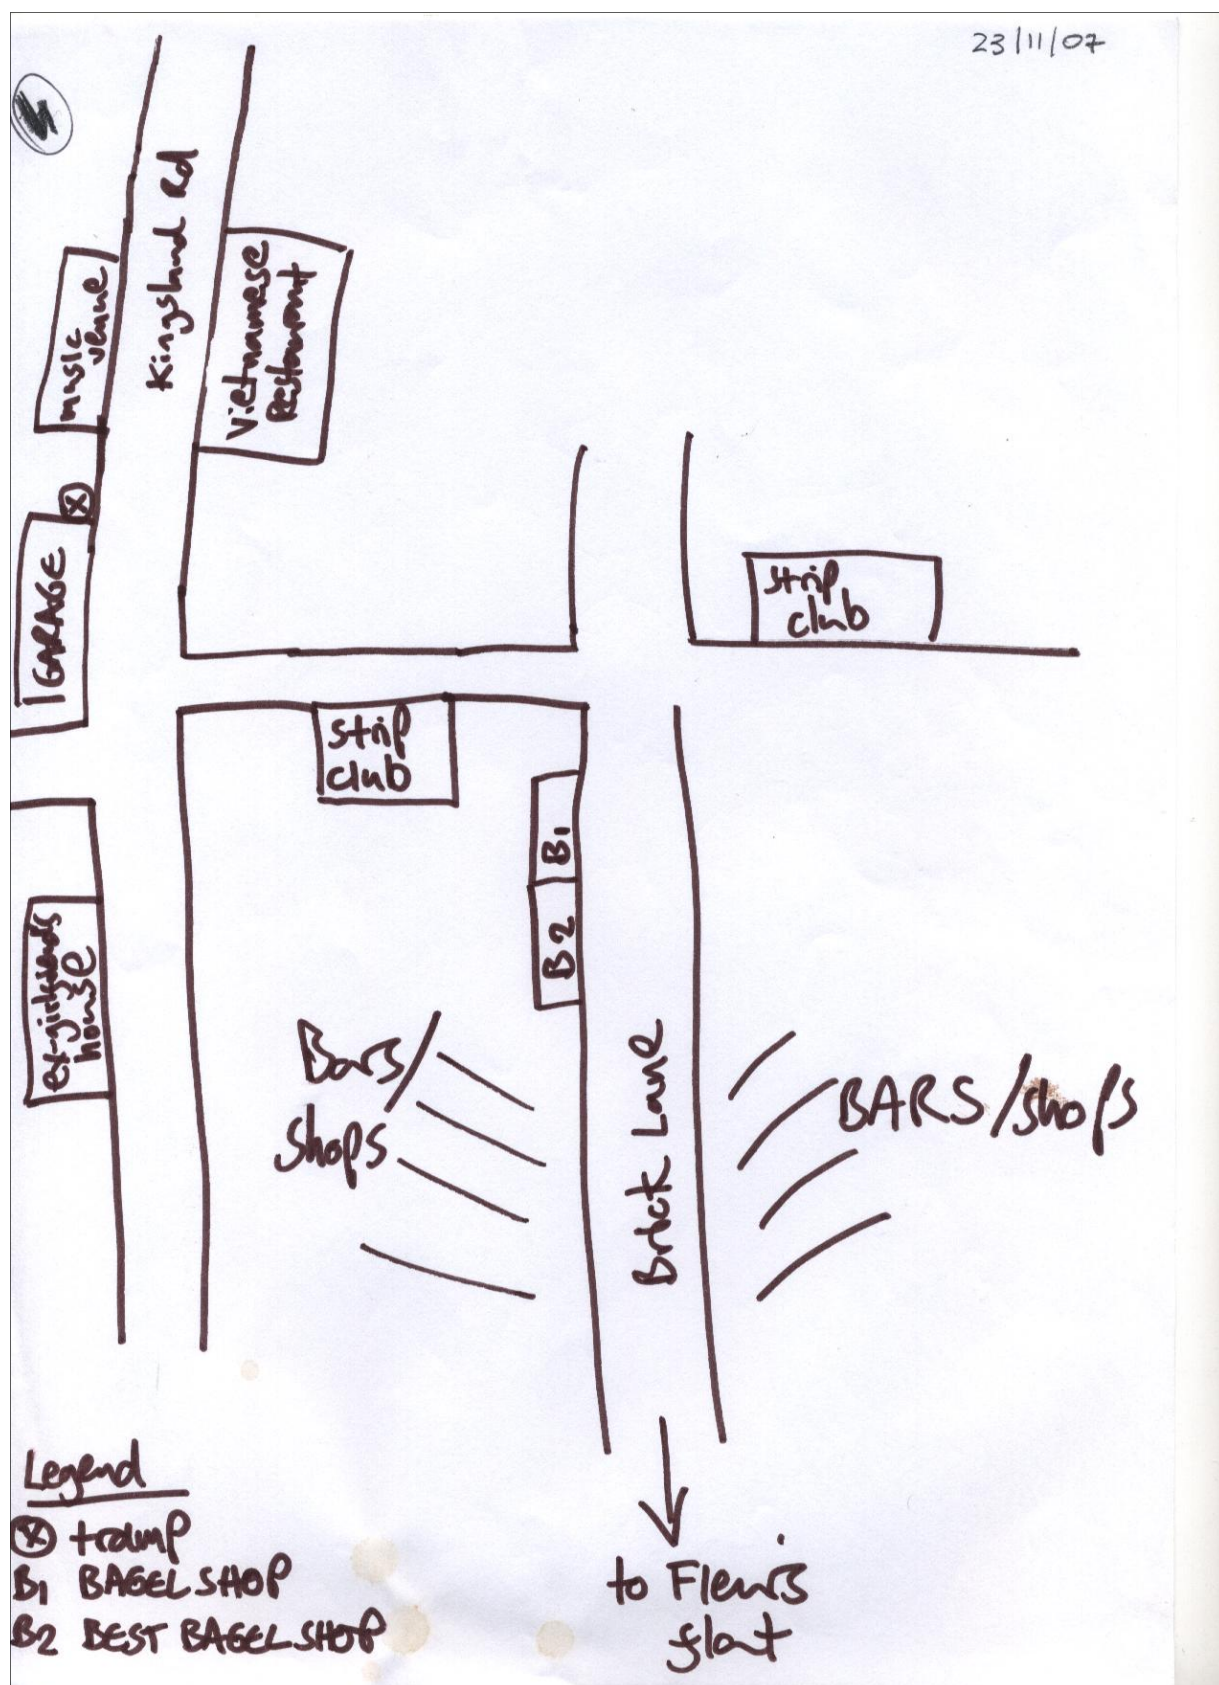 23/11/07
Kingsland Rd
music
venue
Vietnamese
Restaurant
X
GARAGE
strip
club
strip
club
B1
B2
ex-girlfriends
house
Bars/
shops
BARS/shops
Brick Lane
Legend
X tramp
B1 BAGEL SHOP
B2 BEST BAGEL SHOP
to Fleur's
flat